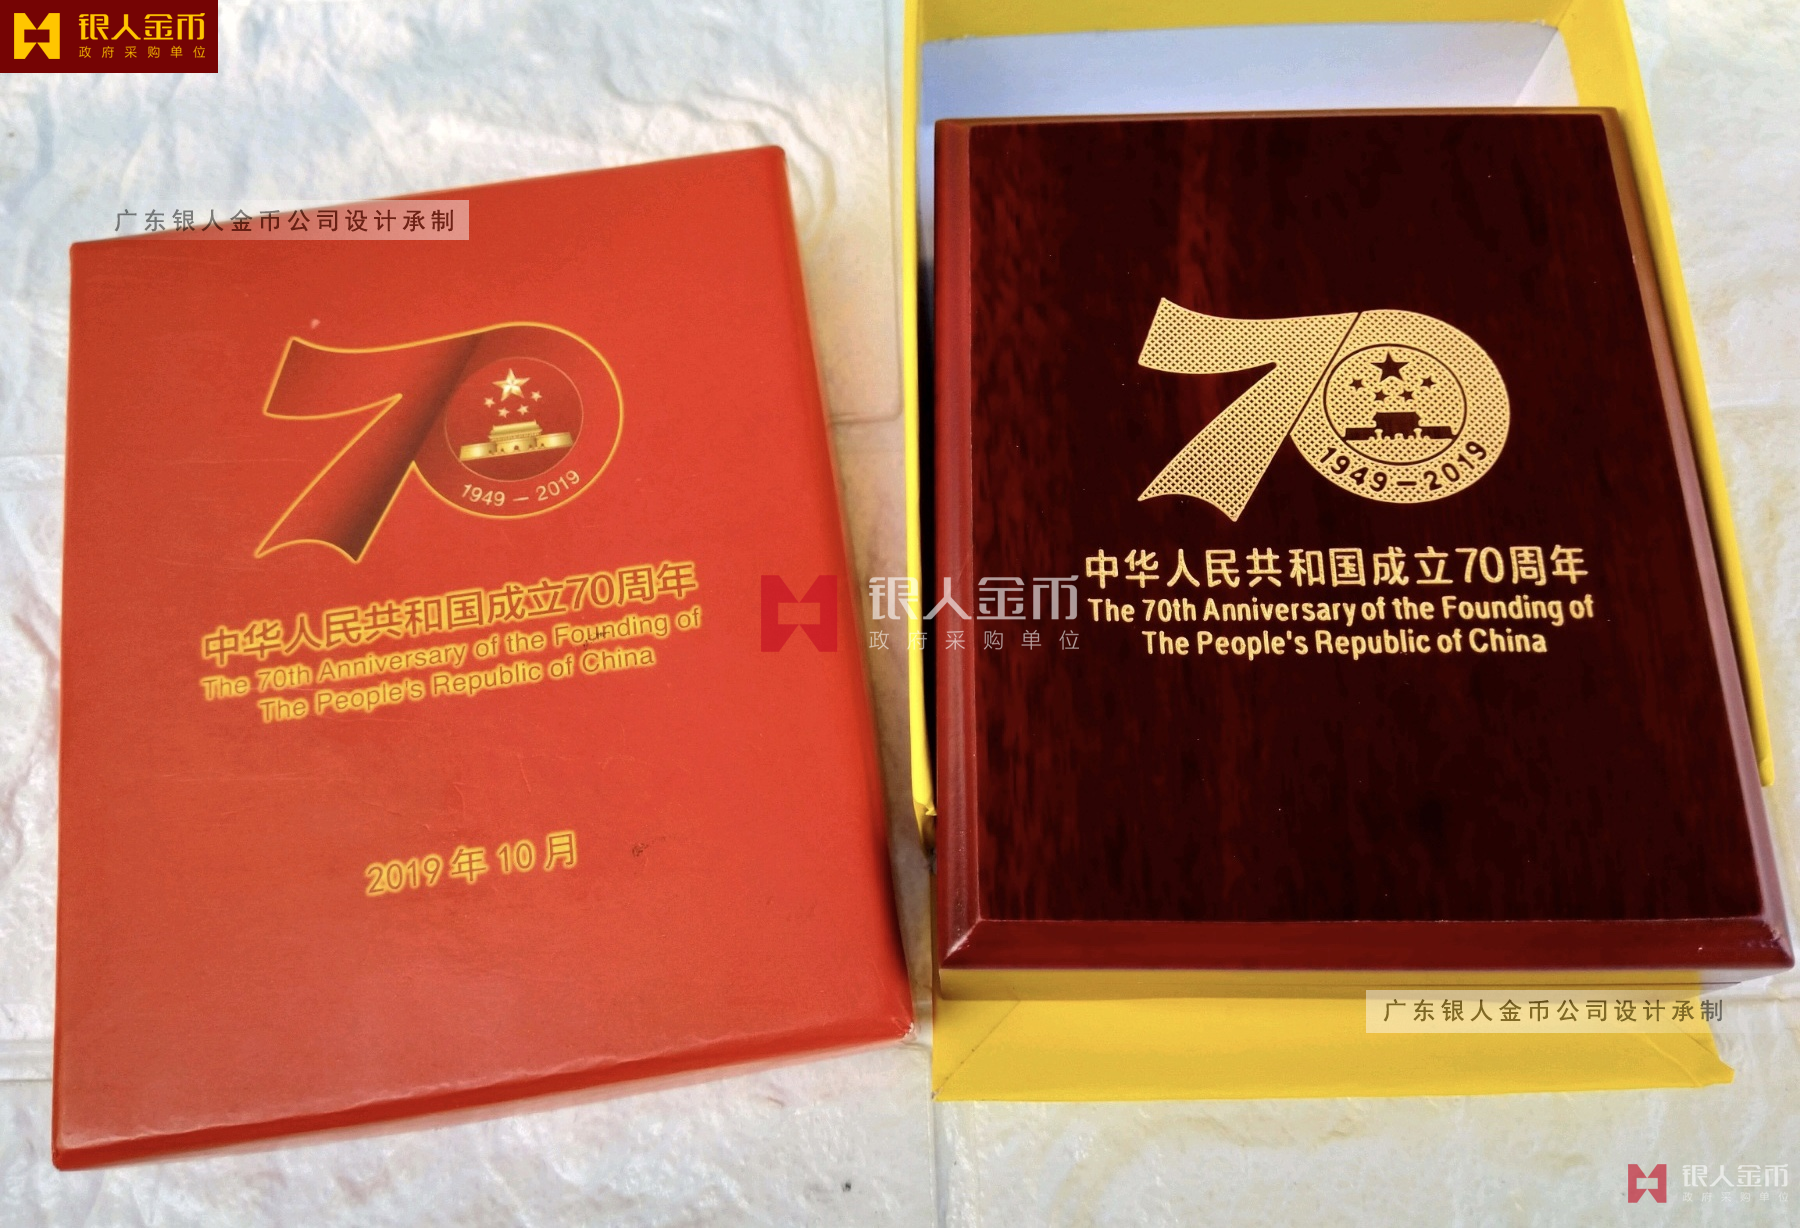 银人金币
政府采购单位
广东银人金币公司设计承制
70
1949－2019
中华人民共和国成立70周年
The 70th Anniversary of the Founding of
The People's Republic of China
2019年10月
70
1949－2019
中华人民共和国成立70周年
The 70th Anniversary of the Founding of
The People's Republic of China
银人金币
政府采购单位
广东银人金币公司设计承制
银人金币
政府采购单位